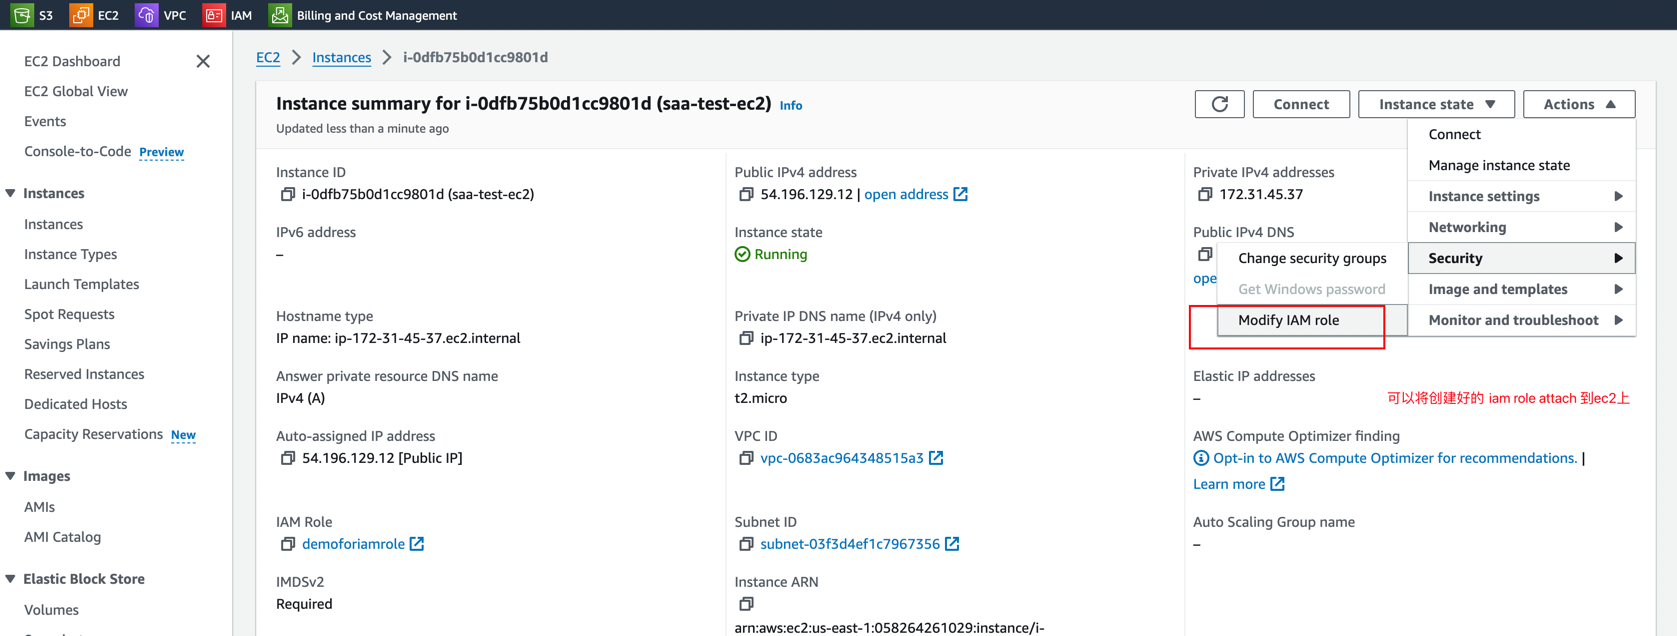 S3 EC2 VPC IAM Billing and Cost Management
EC2 Dashboard
EC2 Global View
Events
Console-to-Code Preview
Instances
Instances
Instance Types
Launch Templates
Spot Requests
Savings Plans
Reserved Instances
Dedicated Hosts
Capacity Reservations New
Images
AMIs
AMI Catalog
Elastic Block Store
Volumes
EC2 > Instances > i-0dfb75b0d1cc9801d
Instance summary for i-0dfb75b0d1cc9801d (saa-test-ec2) Info
Updated less than a minute ago
Connect
Instance state
Actions
Instance ID
i-0dfb75b0d1cc9801d (saa-test-ec2)
IPv6 address
–
Hostname type
IP name: ip-172-31-45-37.ec2.internal
Answer private resource DNS name
IPv4 (A)
Auto-assigned IP address
54.196.129.12 [Public IP]
IAM Role
demoforiamrole
IMDSv2
Required
Public IPv4 address
54.196.129.12 | open address
Instance state
Running
Private IP DNS name (IPv4 only)
ip-172-31-45-37.ec2.internal
Instance type
t2.micro
VPC ID
vpc-0683ac964348515a3
Subnet ID
subnet-03f3d4ef1c7967356
Instance ARN
arn:aws:ec2:us-east-1:058264261029:instance/i-
Private IPv4 addresses
172.31.45.37
Public IPv4 DNS
ope
Elastic IP addresses
–
可以将创建好的 iam role attach 到ec2上
AWS Compute Optimizer finding
Opt-in to AWS Compute Optimizer for recommendations. |
Learn more
Auto Scaling Group name
–
Connect
Manage instance state
Instance settings
Networking
Security
Image and templates
Monitor and troubleshoot
Change security groups
Get Windows password
Modify IAM role